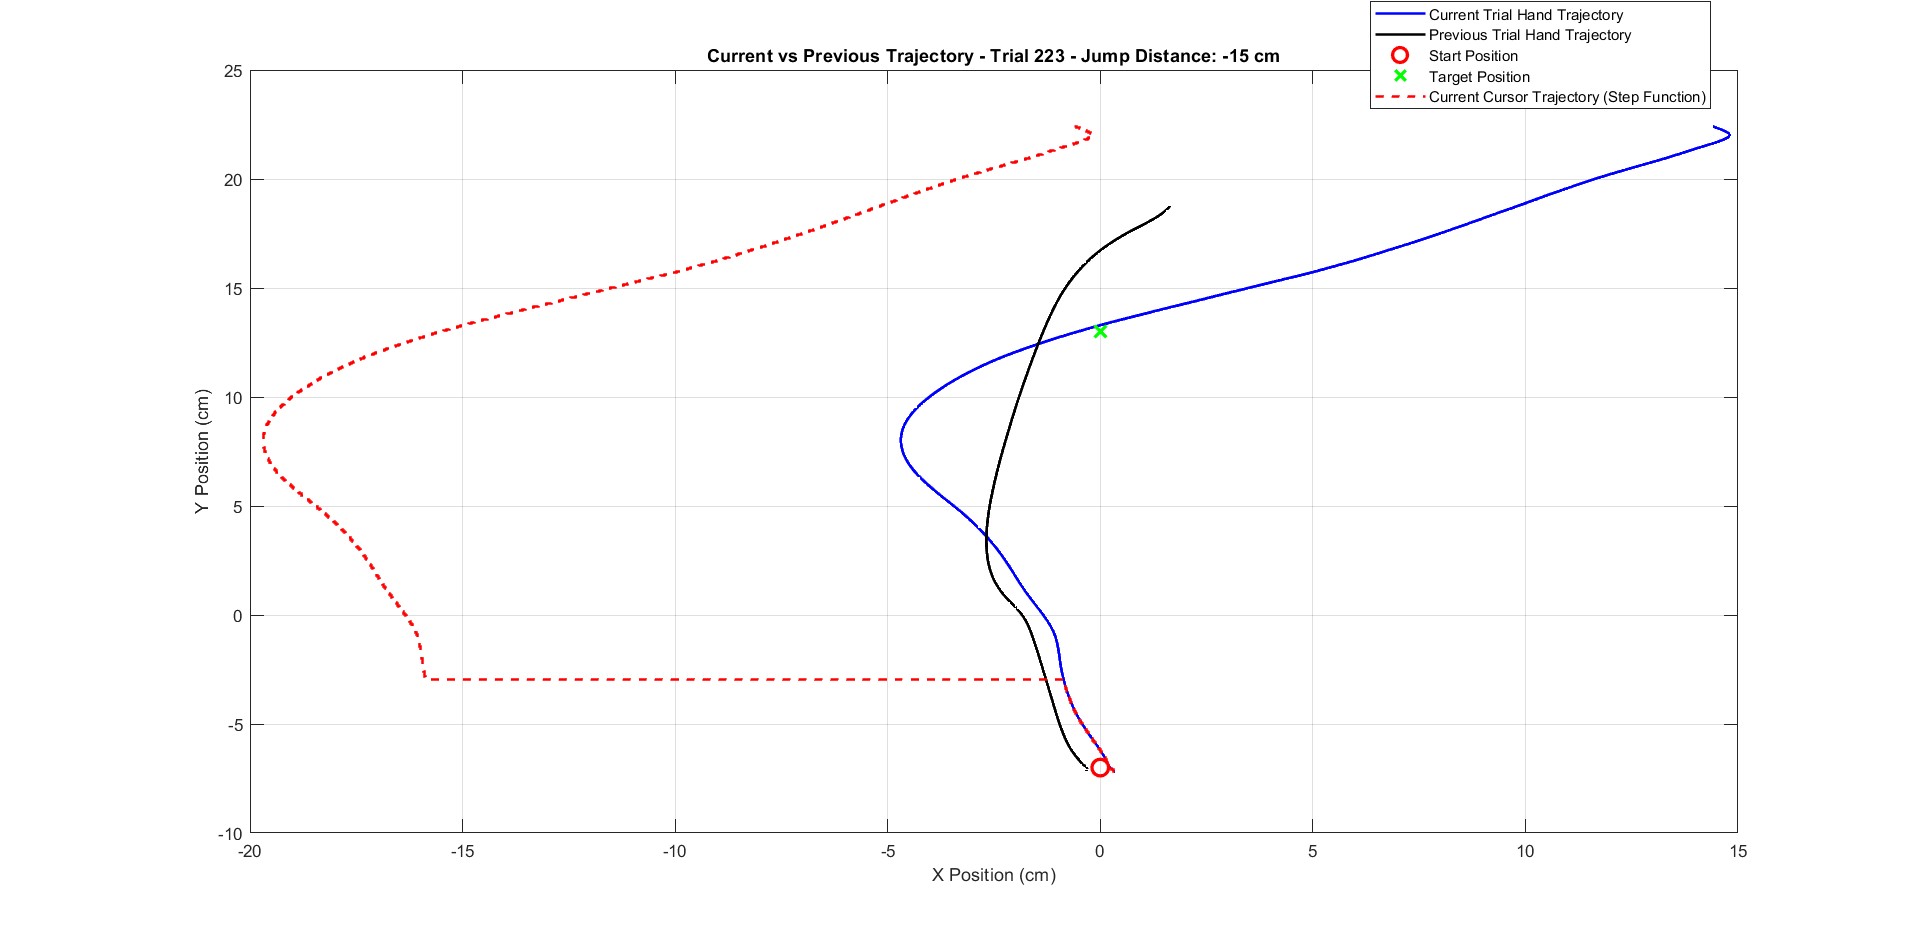 Current Trial Hand Trajectory
Previous Trial Hand Trajectory
Start Position
Target Position
Current Cursor Trajectory (Step Function)
Current vs Previous Trajectory - Trial 223 - Jump Distance: -15 cm
25
20
15
10
5
0
-5
-10
Y Position (cm)
-20 -15 -10 -5 0 5 10 15
X Position (cm)